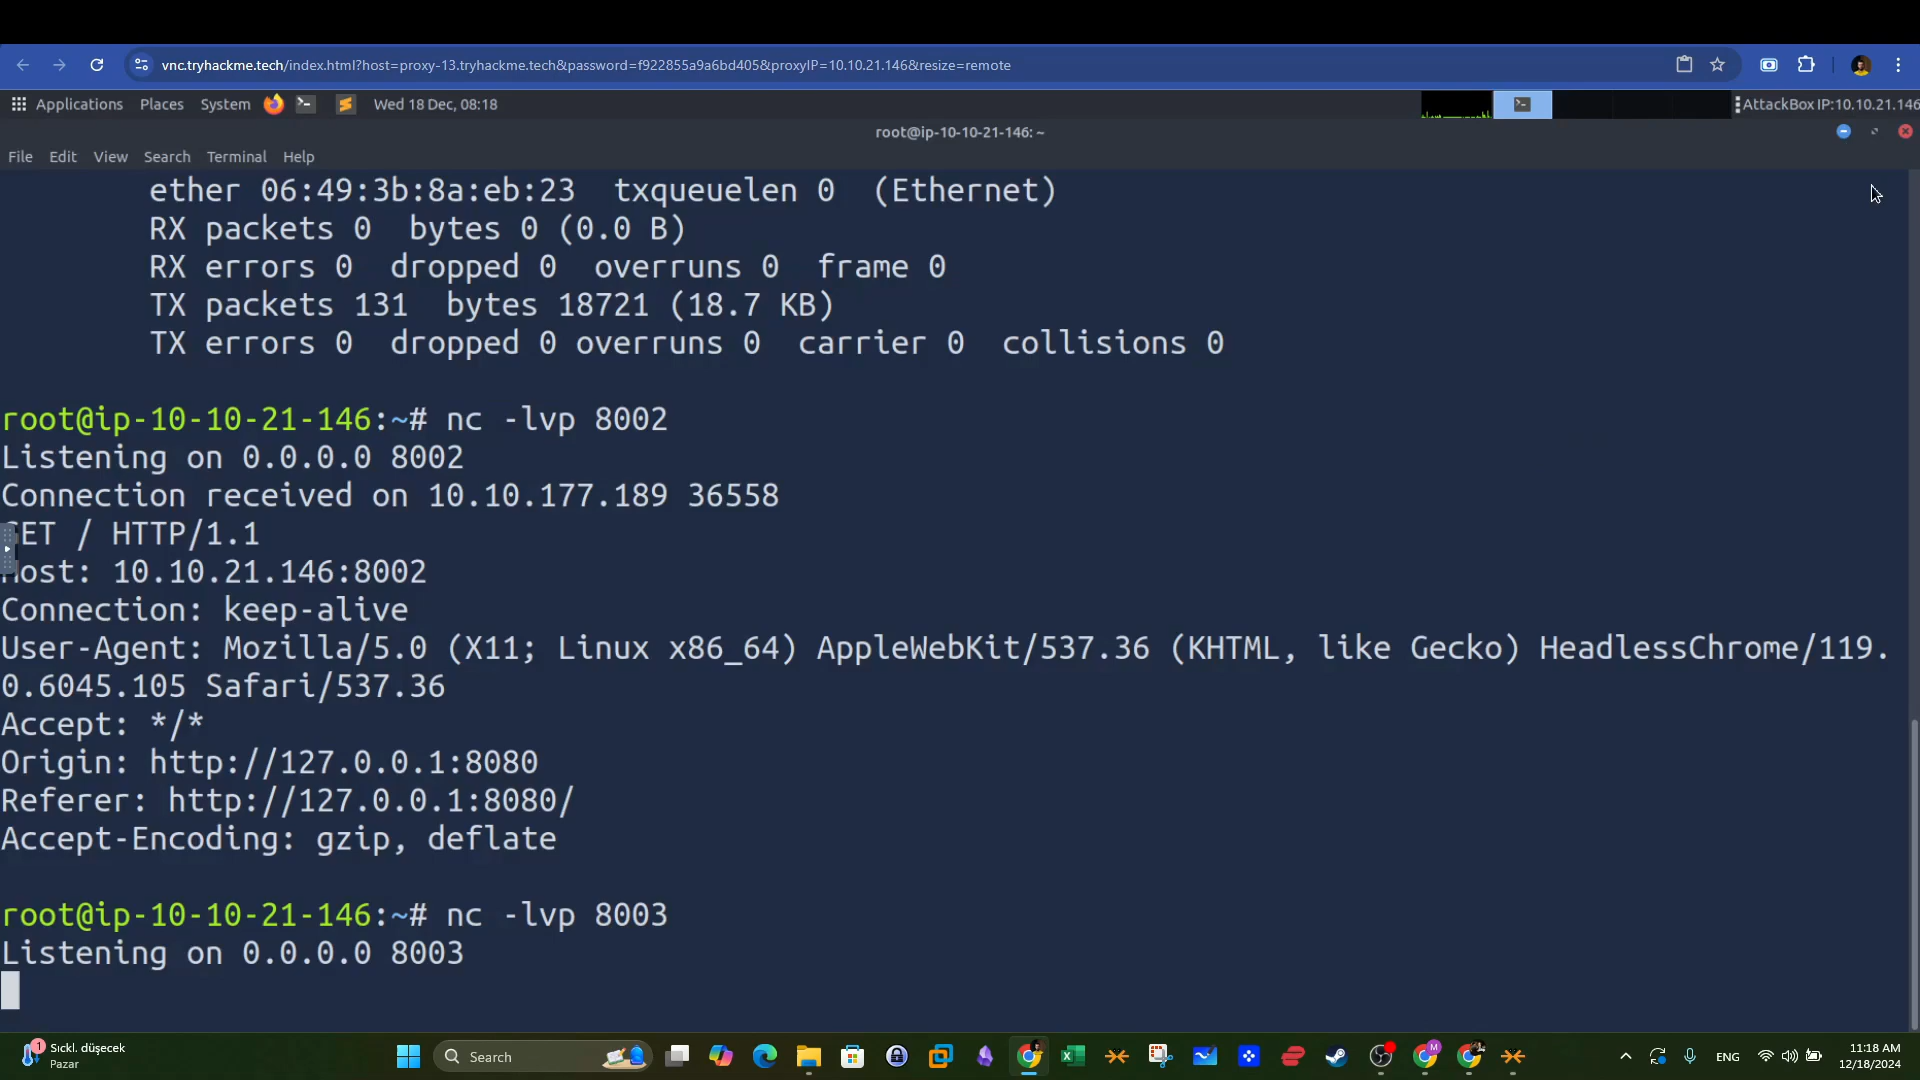 vnc.tryhackme.tech/index.html?host=proxy-13.tryhackme.tech&password=f922855a9a6bd405&proxyIP=10.10.21.146&resize=remote
Applications Places System Wed 18 Dec, 08:18 AttackBox IP:10.10.21.146
root@ip-10-10-21-146: ~
File Edit View Search Terminal Help
ether 06:49:3b:8a:eb:23 txqueuelen 0 (Ethernet)
RX packets 0 bytes 0 (0.0 B)
RX errors 0 dropped 0 overruns 0 frame 0
TX packets 131 bytes 18721 (18.7 KB)
TX errors 0 dropped 0 overruns 0 carrier 0 collisions 0
root@ip-10-10-21-146:~# nc -lvp 8002
Listening on 0.0.0.0 8002
Connection received on 10.10.177.189 36558
GET / HTTP/1.1
Host: 10.10.21.146:8002
Connection: keep-alive
User-Agent: Mozilla/5.0 (X11; Linux x86_64) AppleWebKit/537.36 (KHTML, like Gecko) HeadlessChrome/119.
0.6045.105 Safari/537.36
Accept: */*
Origin: http://127.0.0.1:8080
Referer: http://127.0.0.1:8080/
Accept-Encoding: gzip, deflate
root@ip-10-10-21-146:~# nc -lvp 8003
Listening on 0.0.0.0 8003
1 Sıckl. düşecek
Pazar
Search
ENG
11:18 AM
12/18/2024